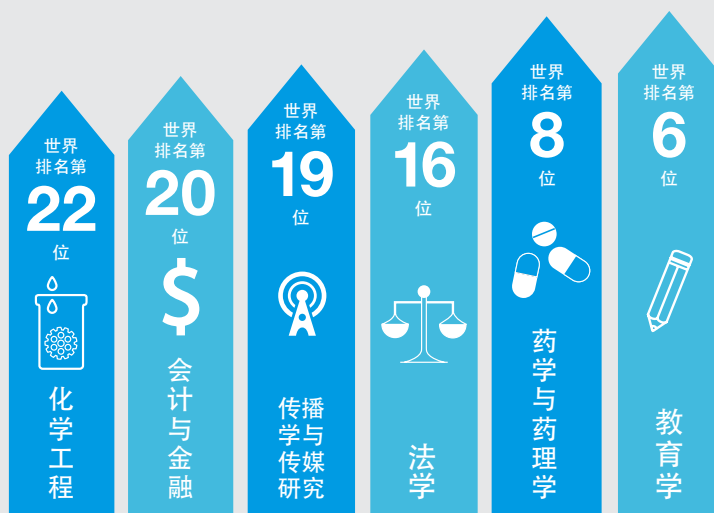 世界
排名第
22
位
化学工程
世界
排名第
20
位
$
会计与金融
世界
排名第
19
位
传播
学与
传媒
研究
世界
排名第
16
位
法学
世界
排名第
8
位
药学与药理学
世界
排名第
6
位
教育学